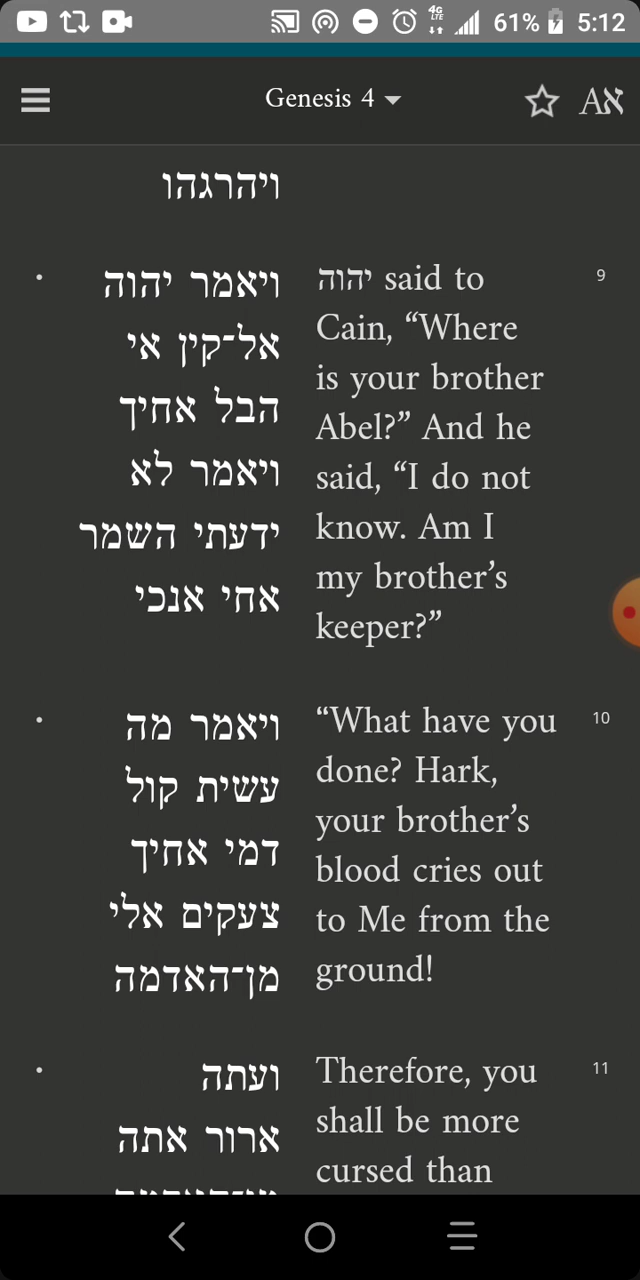 4G
LTE
61%
5:12
Genesis 4
Aא
ויהרגהו
ויאמר יהוה
אל־קין אי
הבל אחיך
ויאמר לא
ידעתי השמר
אחי אנכי
יהוה said to
Cain, “Where
is your brother
Abel?” And he
said, “I do not
know. Am I
my brother’s
keeper?”
9
ויאמר מה
עשית קול
דמי אחיך
צעקים אלי
מן־האדמה
“What have you
done? Hark,
your brother’s
blood cries out
to Me from the
ground!
10
ועתה
ארור אתה
Therefore, you
shall be more
cursed than
11